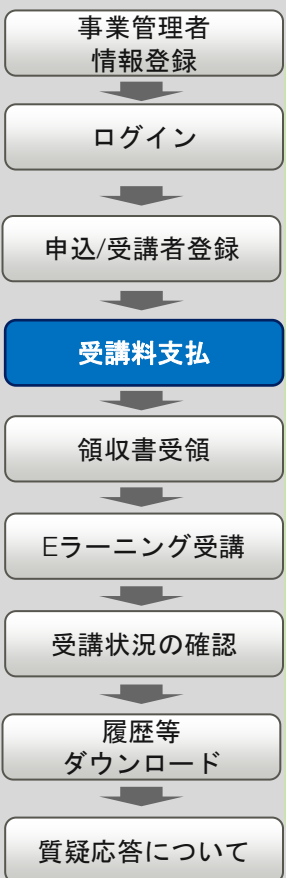 事業管理者
情報登録
ログイン
申込/受講者登録
受講料支払
領収書受領
Eラーニング受講
受講状況の確認
履歴等
ダウンロード
質疑応答について